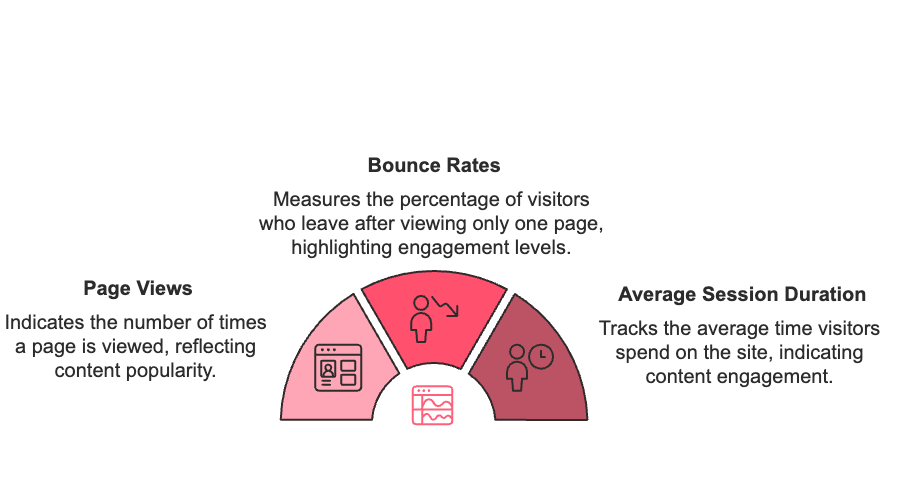 Bounce Rates
Measures the percentage of visitors
who leave after viewing only one page,
highlighting engagement levels.
Page Views
Indicates the number of times
a page is viewed, reflecting
content popularity.
Average Session Duration
Tracks the average time visitors
spend on the site, indicating
content engagement.